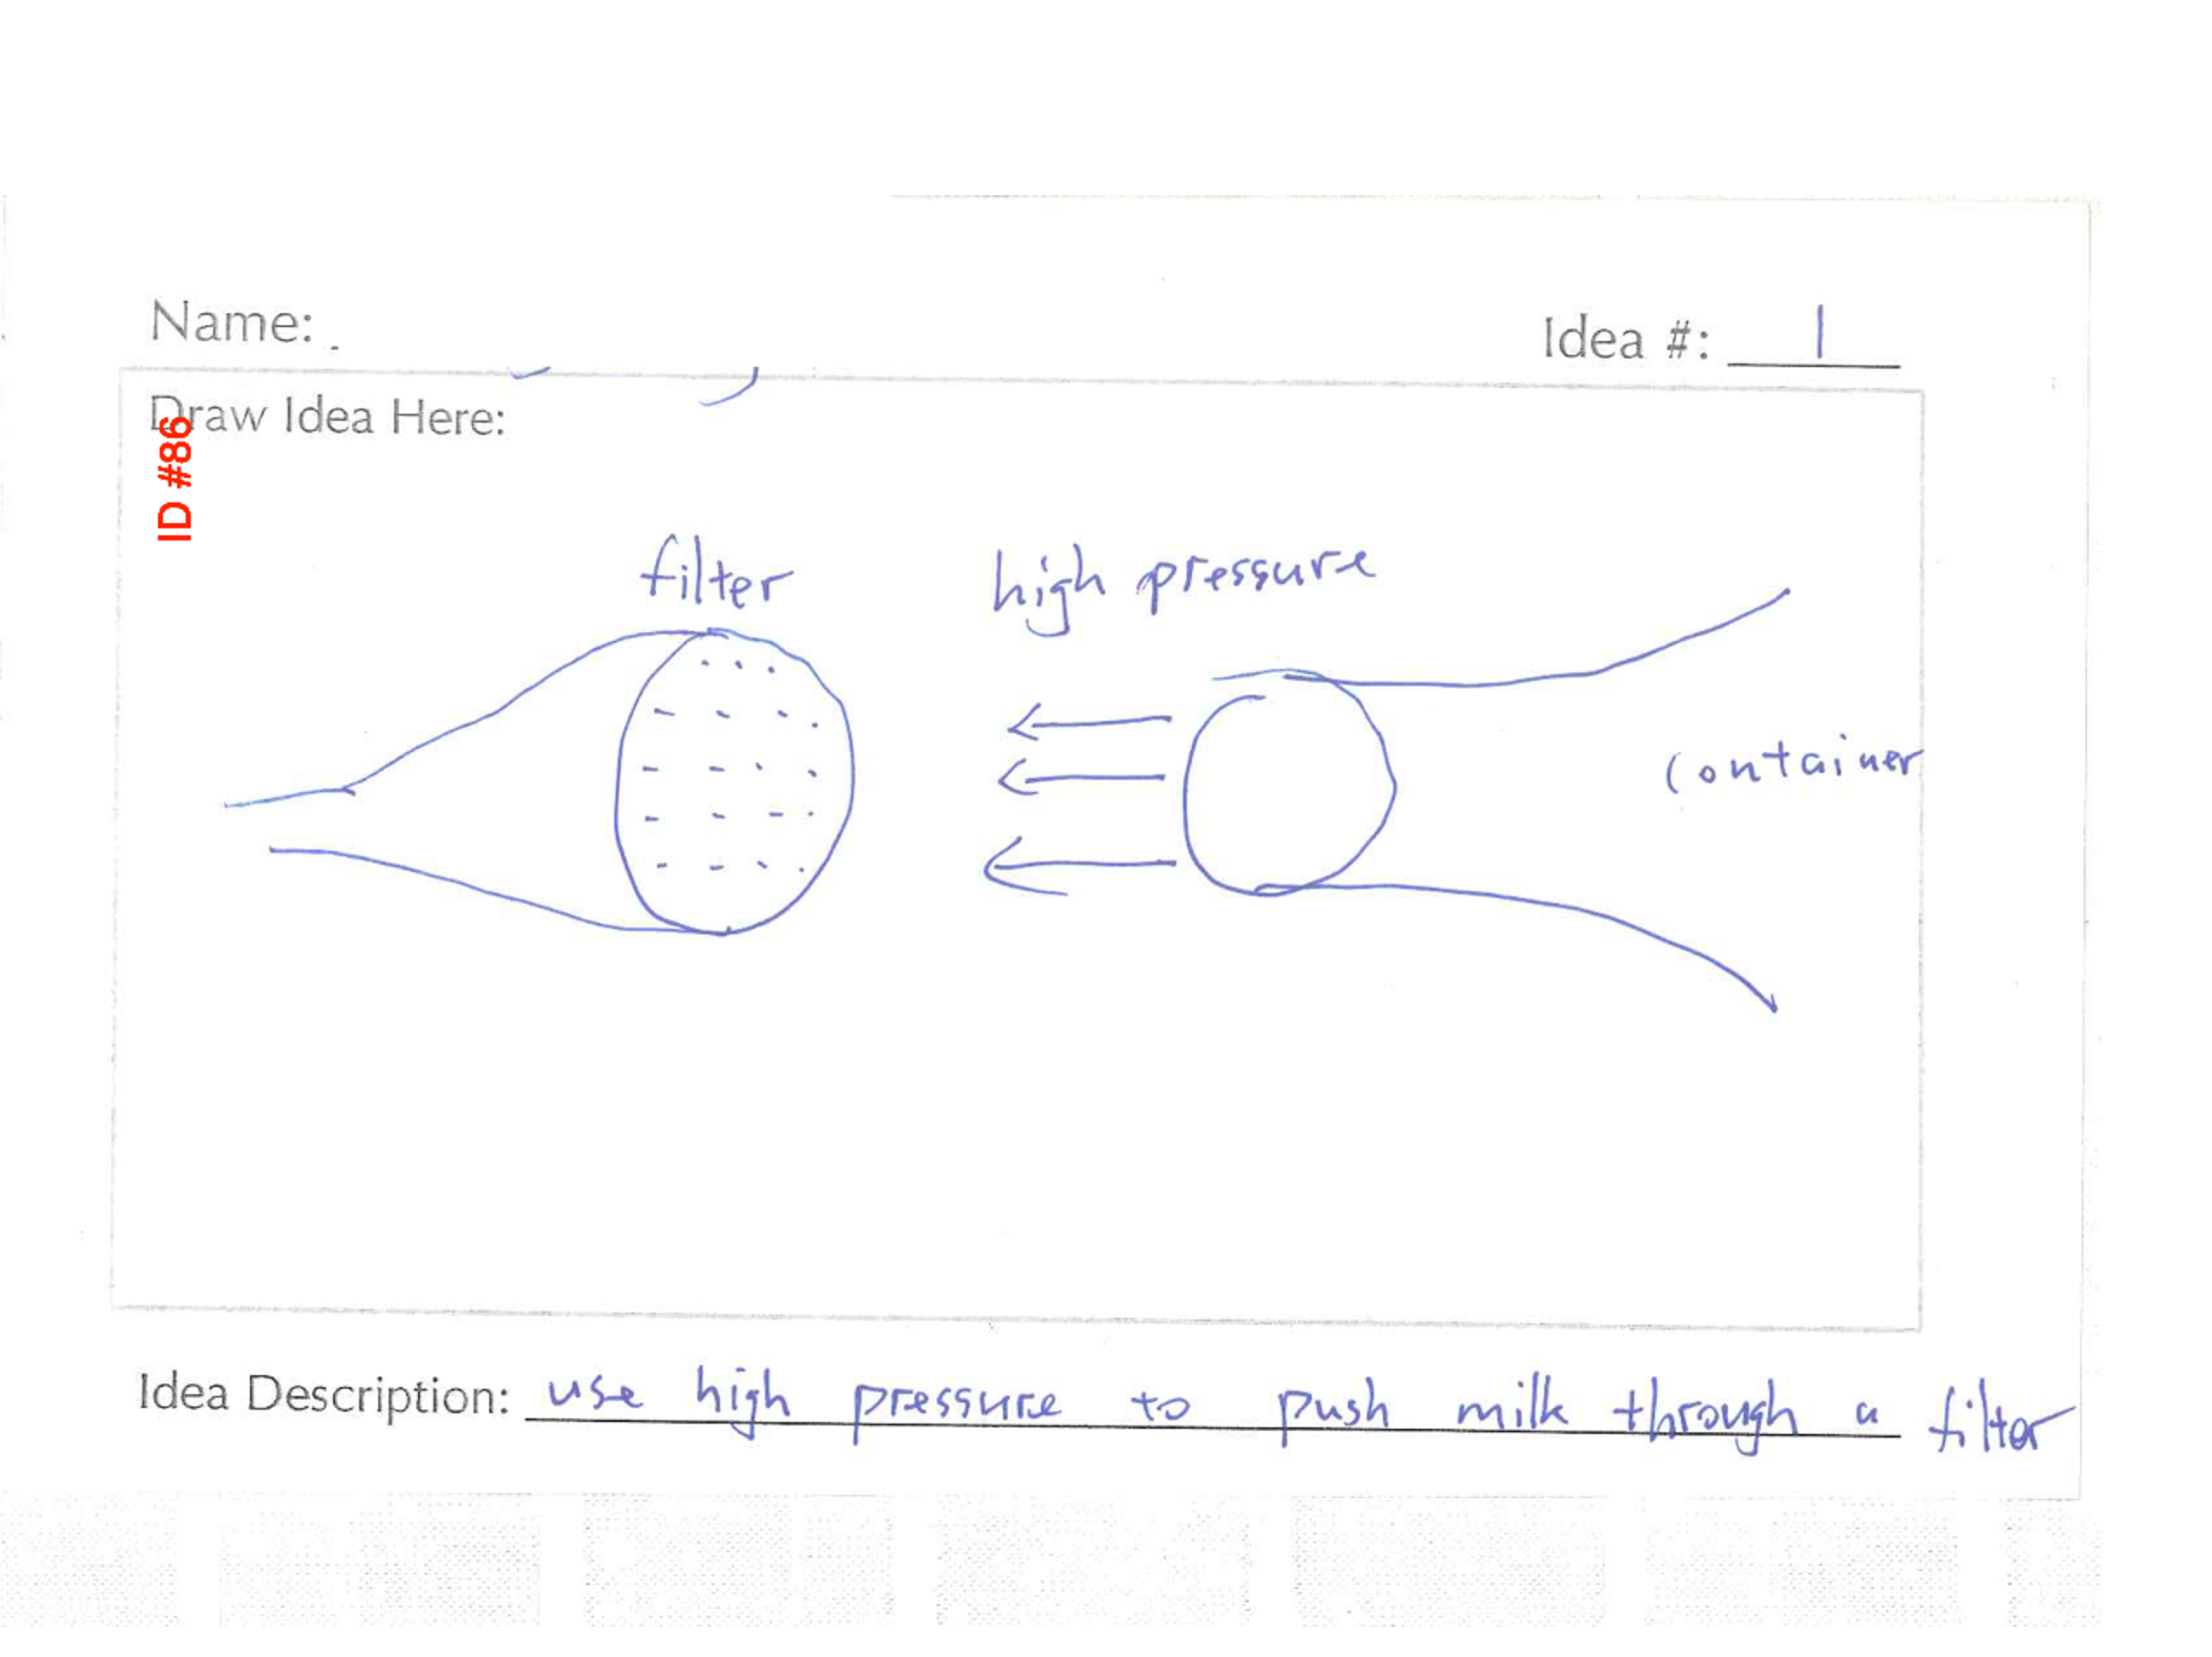 Name:
Idea #: 1
Draw Idea Here:
ID #86
filter
high pressure
container
Idea Description: use high pressure to push milk through a filter